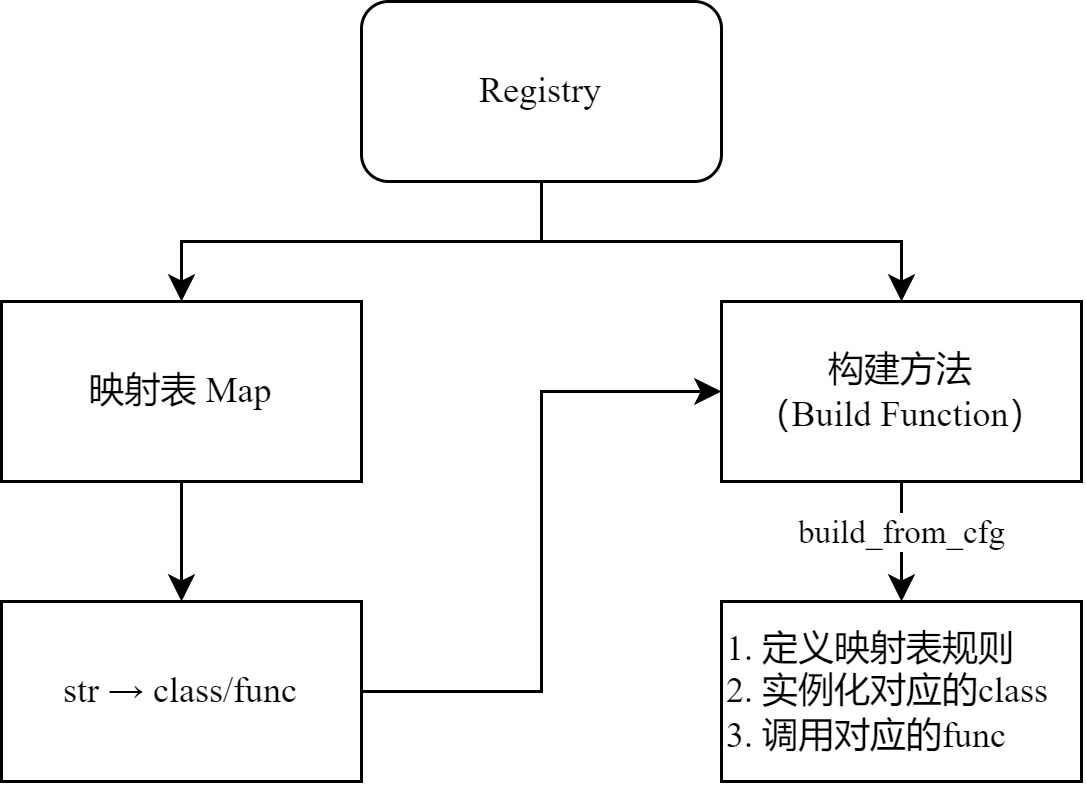 Registry
映射表 Map
构建方法
（Build Function）
build_from_cfg
str → class/func
1. 定义映射表规则
2. 实例化对应的class
3. 调用对应的func